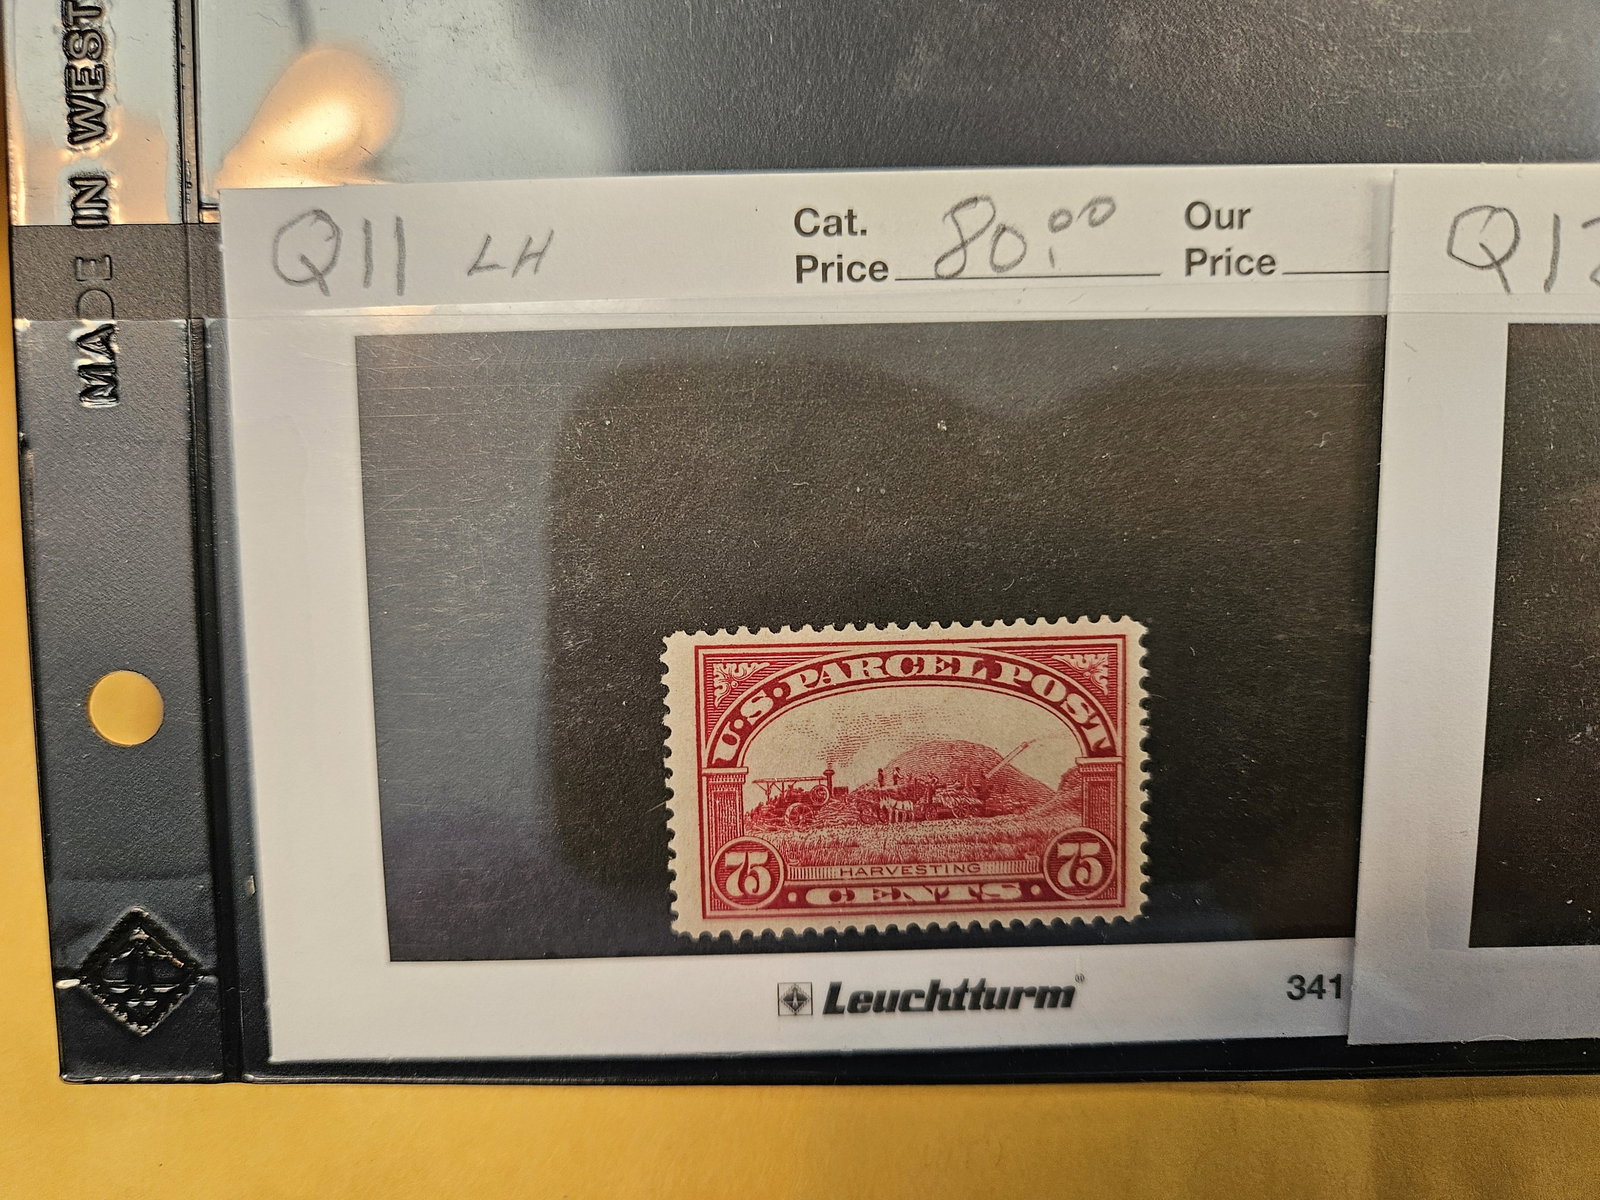 MADE IN WEST
Q11 LH
Cat. Price 80.00
Our Price
Q12
U.S. PARCEL POST
75 HARVESTING 75
· CENTS ·
Leuchtturm®
341